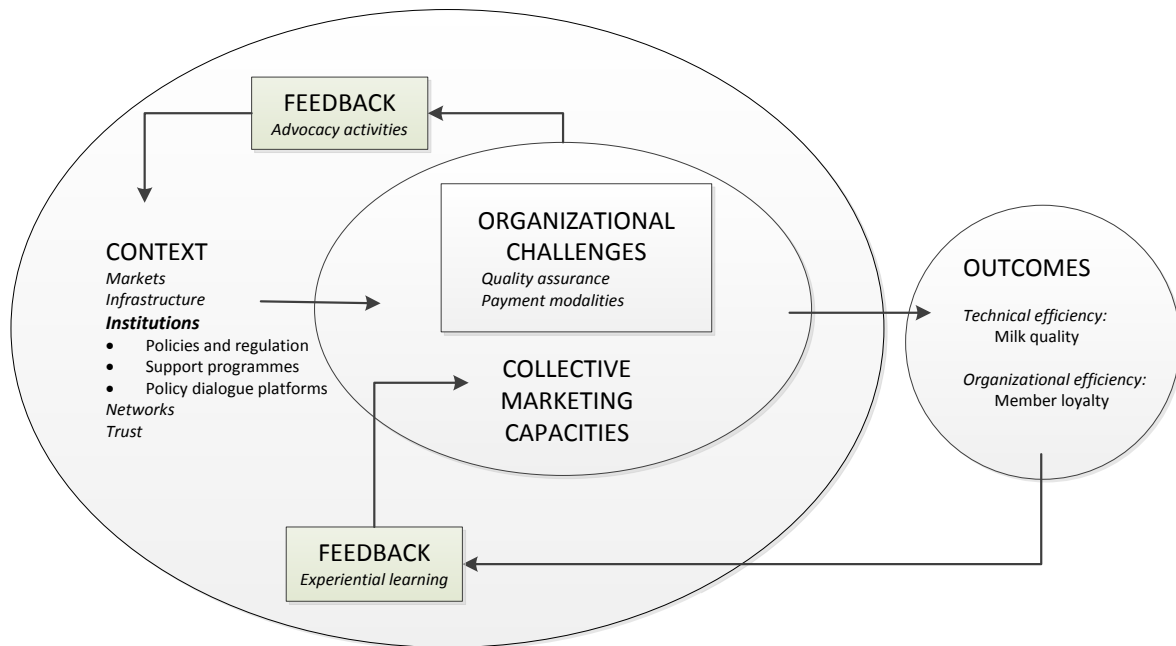 FEEDBACK
Advocacy activities
ORGANIZATIONAL
CHALLENGES
Quality assurance
Payment modalities
CONTEXT
Markets
Infrastructure
Institutions
• Policies and regulation
• Support programmes
• Policy dialogue platforms
Networks
Trust
COLLECTIVE
MARKETING
CAPACITIES
OUTCOMES
Technical efficiency:
Milk quality
Organizational efficiency:
Member loyalty
FEEDBACK
Experiential learning